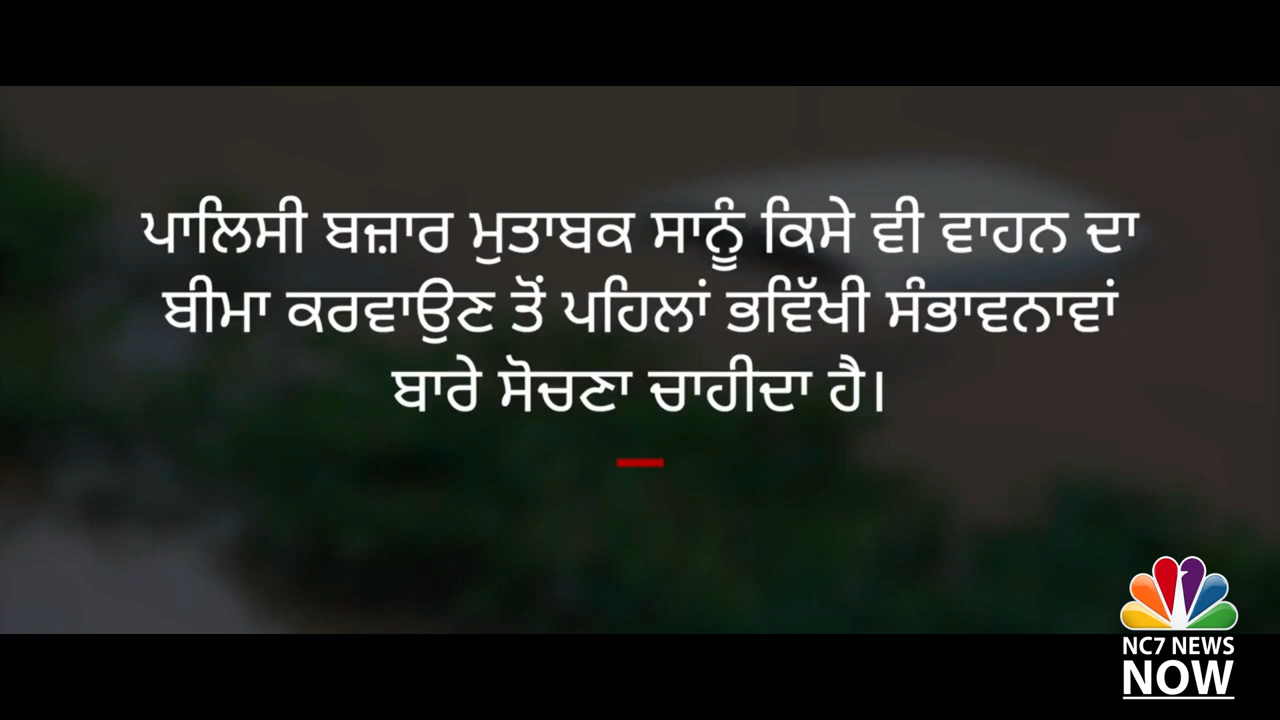 ਪਾਲਿਸੀ ਬਜ਼ਾਰ ਮੁਤਾਬਕ ਸਾਨੂੰ ਕਿਸੇ ਵੀ ਵਾਹਨ ਦਾ
ਬੀਮਾ ਕਰਵਾਉਣ ਤੋਂ ਪਹਿਲਾਂ ਭਵਿੱਖੀ ਸੰਭਾਵਨਾਵਾਂ
ਬਾਰੇ ਸੋਚਣਾ ਚਾਹੀਦਾ ਹੈ।
NC7 NEWS
NOW